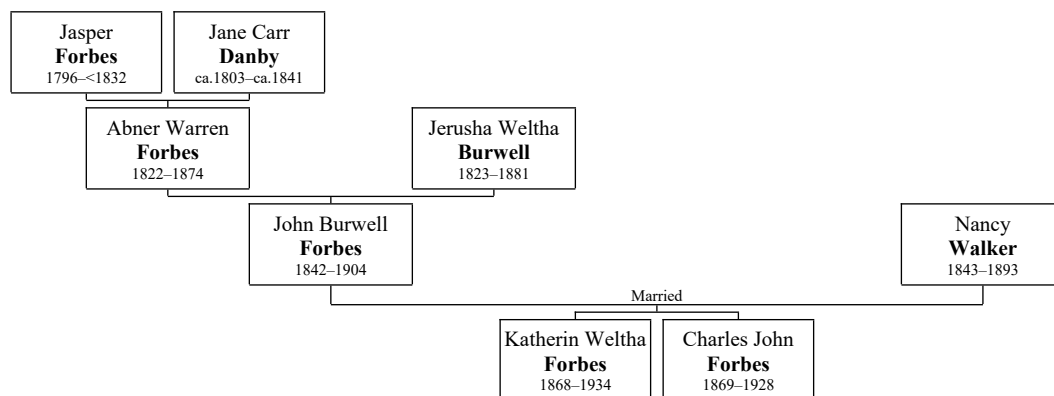 Jasper
Forbes
1796–<1832
Jane Carr
Danby
ca.1803–ca.1841
Abner Warren
Forbes
1822–1874
Jerusha Weltha
Burwell
1823–1881
John Burwell
Forbes
1842–1904
Nancy
Walker
1843–1893
Married
Katherin Weltha
Forbes
1868–1934
Charles John
Forbes
1869–1928